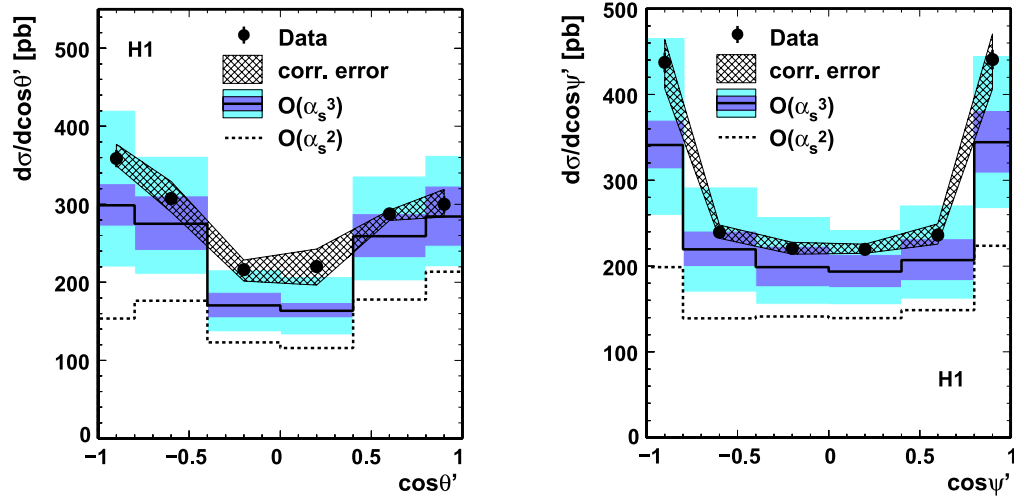 dσ/dcosθ’ [pb]
H1
Data
corr. error
O(αₛ³)
O(αₛ²)
500
400
300
200
100
0
−1 −0.5 0 0.5 1
cosθ’
dσ/dcosψ’ [pb]
500
400
300
200
100
0
Data
corr. error
O(αₛ³)
O(αₛ²)
H1
−1 −0.5 0 0.5 1
cosψ’